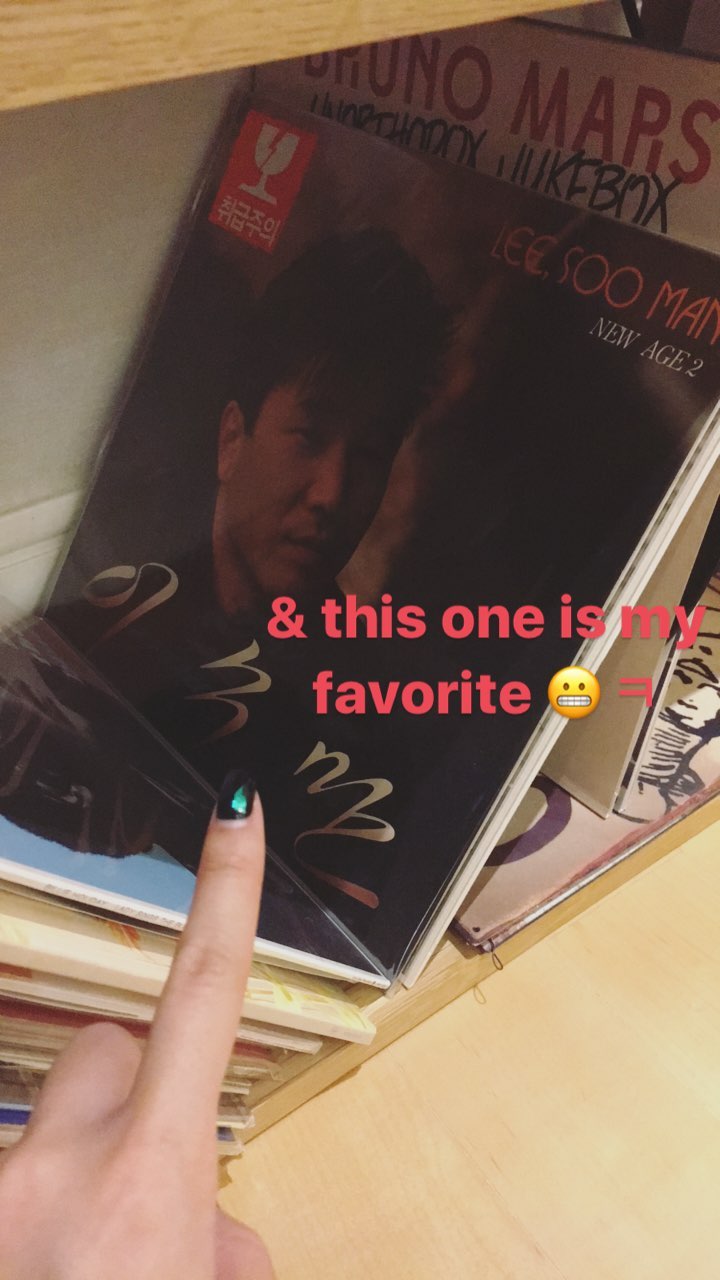 BRUNO MARS
UNORTHODOX JUKEBOX
취급주의
LEE, SOO MAN
NEW AGE 2
이수만
& this one is my
favorite 😬 ㅋ